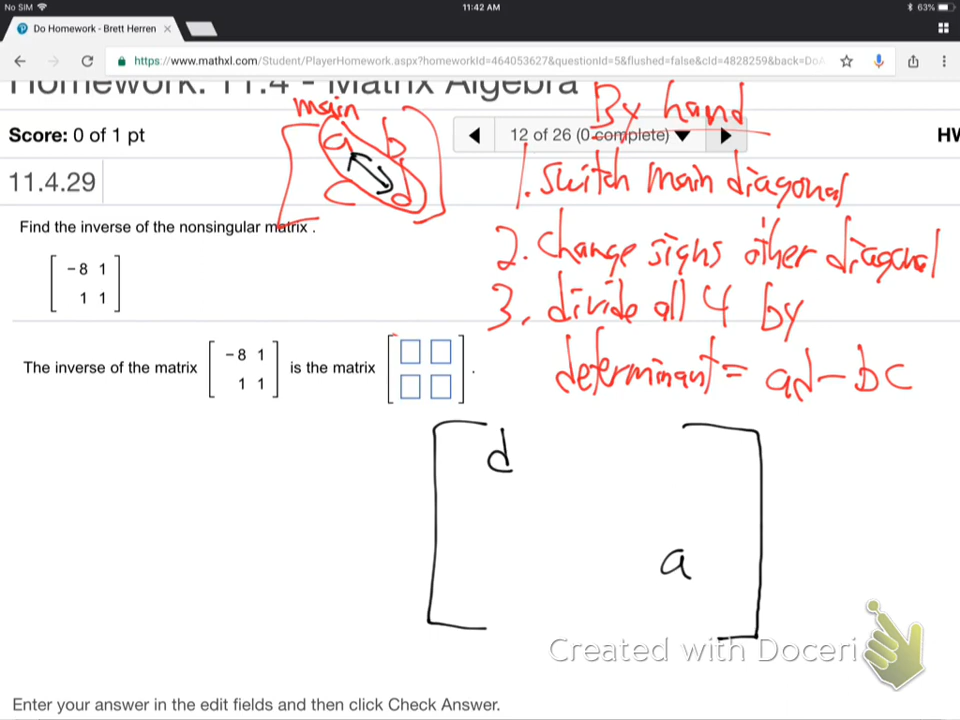 No SIM
11:42 AM
63%
Do Homework - Brett Herren
https://www.mathxl.com/Student/PlayerHomework.aspx?homeworkId=464053627&questionId=5&flushed=false&cId=4828259&back=DoA
Homework: 11.4 - Matrix Algebra
By hand
main
Score: 0 of 1 pt
12 of 26 (0 complete)
HW
a b
c d
1. switch main diagonal
11.4.29
Find the inverse of the nonsingular matrix .
2. change signs other diagonal
-8 1
1 1
3. divide all 4 by
determinant = ad - bc
The inverse of the matrix
-8 1
1 1
is the matrix
.
d
a
Created with Doceri
Enter your answer in the edit fields and then click Check Answer.